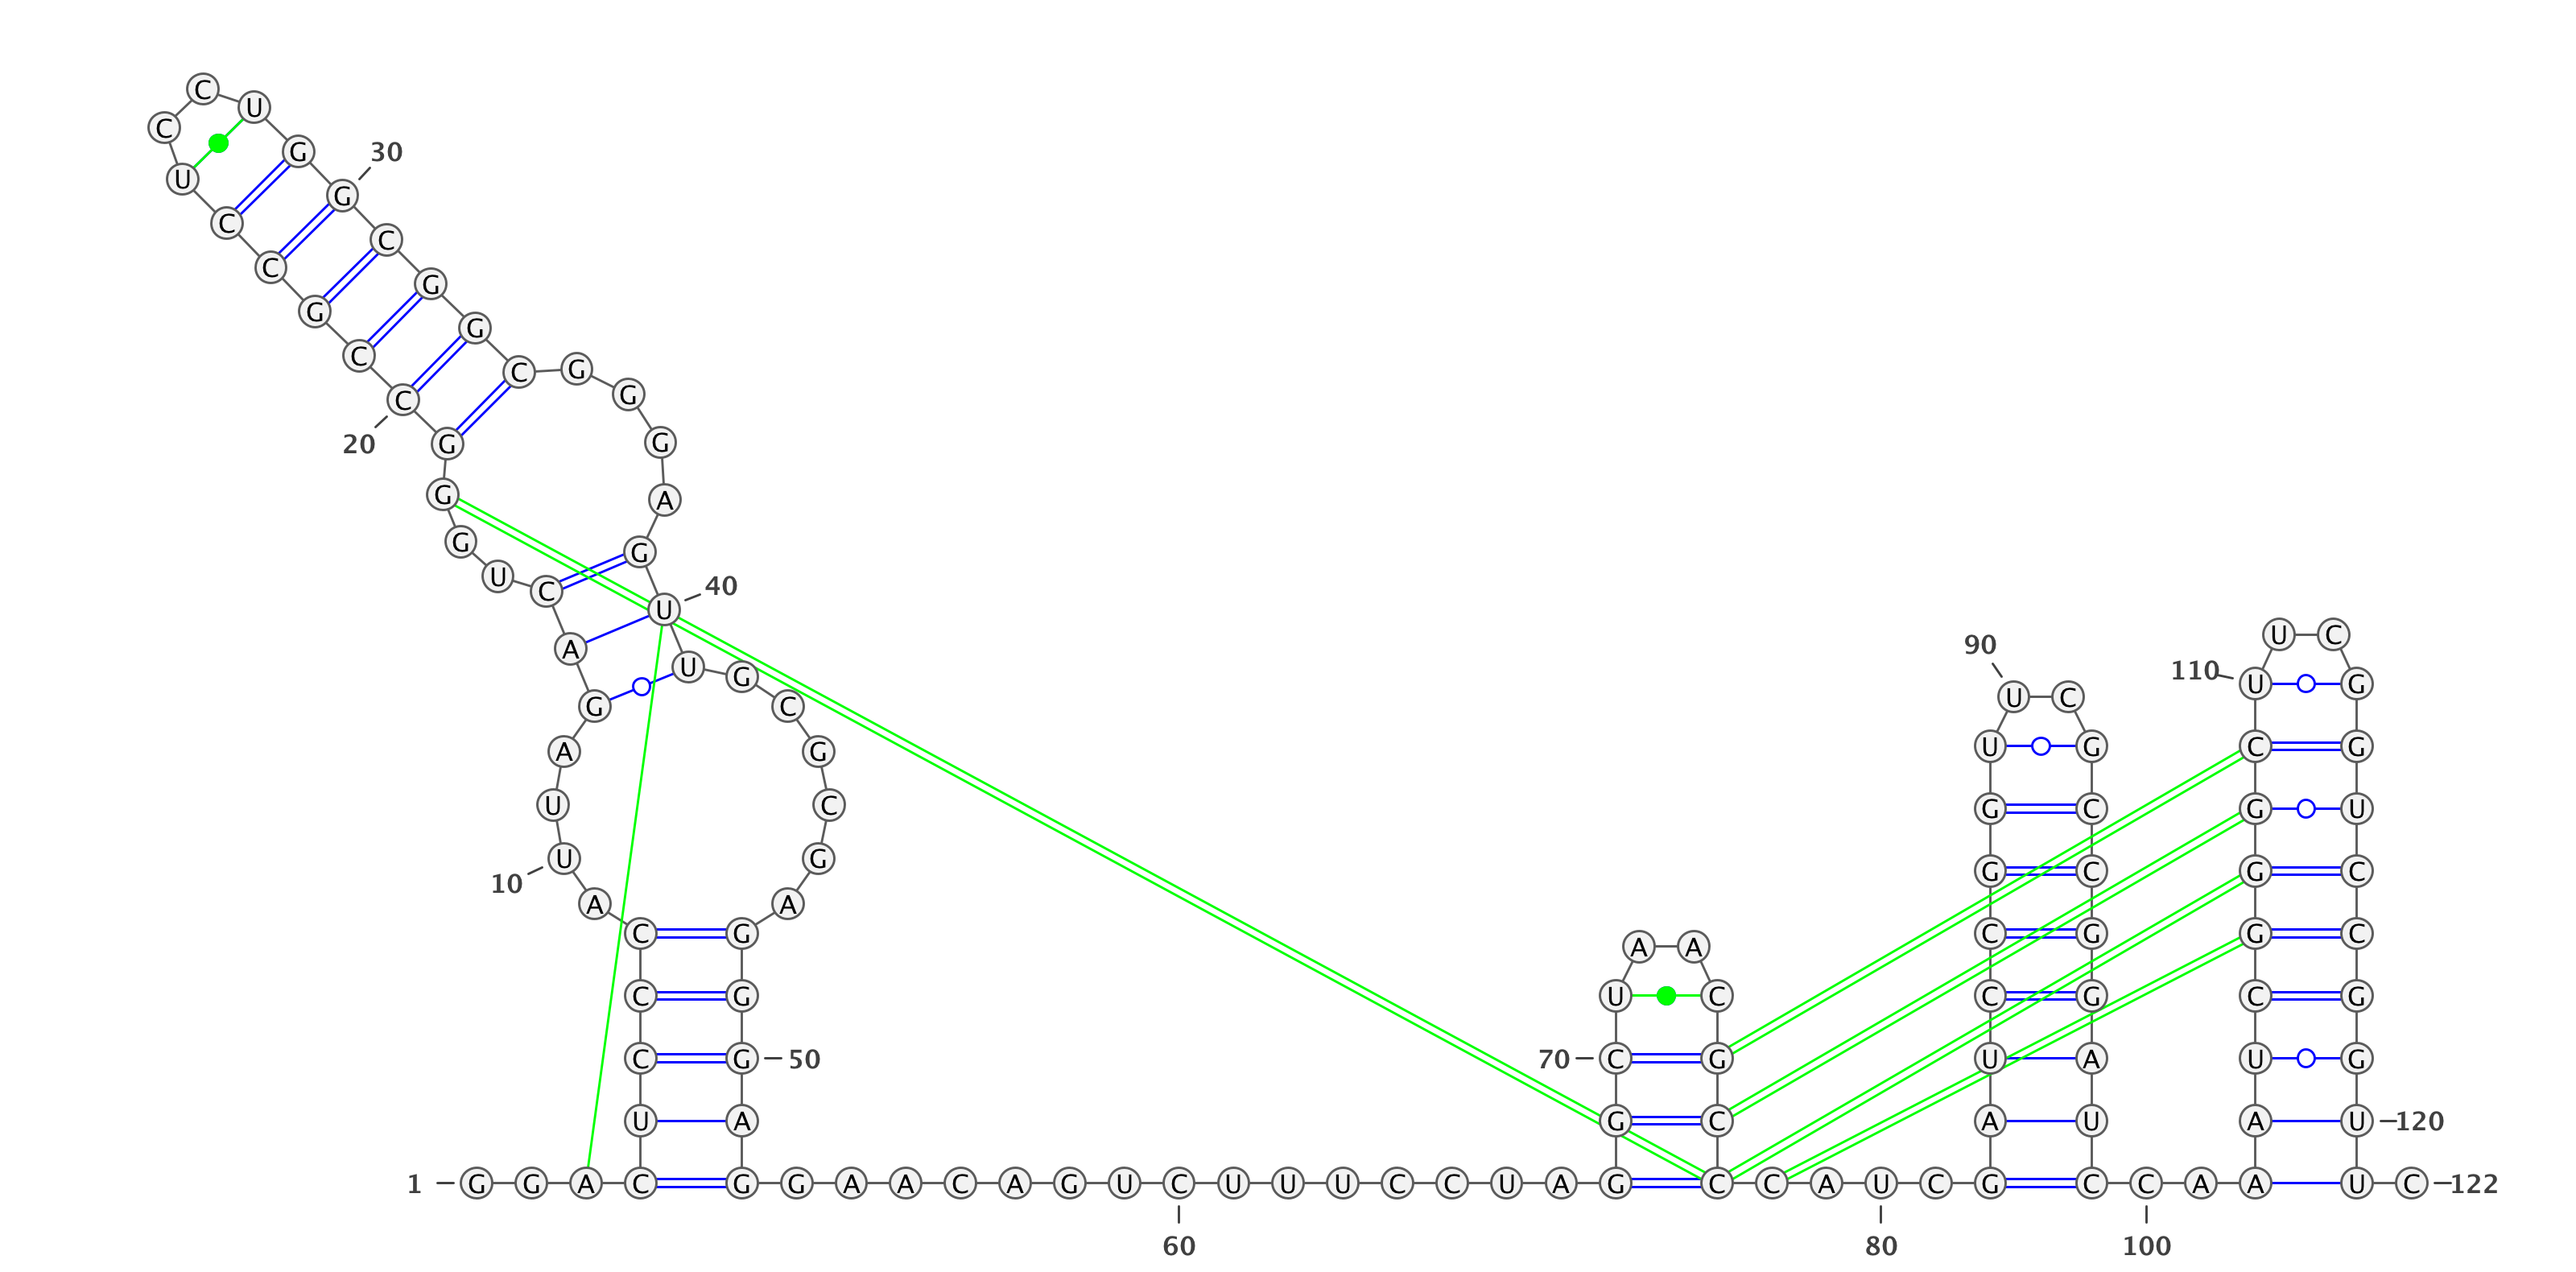 C
U
C
G 30
U
G
C
C
C
G
G
G
C
C G
C G
20 G G
G A
G G
U C 40
U
A U C
90
U G 110 U G
G C U C
A G U G C G
U C G U
G C
U G G C G C
10
A A
C G C G G C
A A
C G U C C G C G
C G 50 70 C G U A U G
U A G C A U A U 120
1 G G A C G G A A C A G U C U U U C C U A G C C A U C G C C A A U C 122
60 80 100